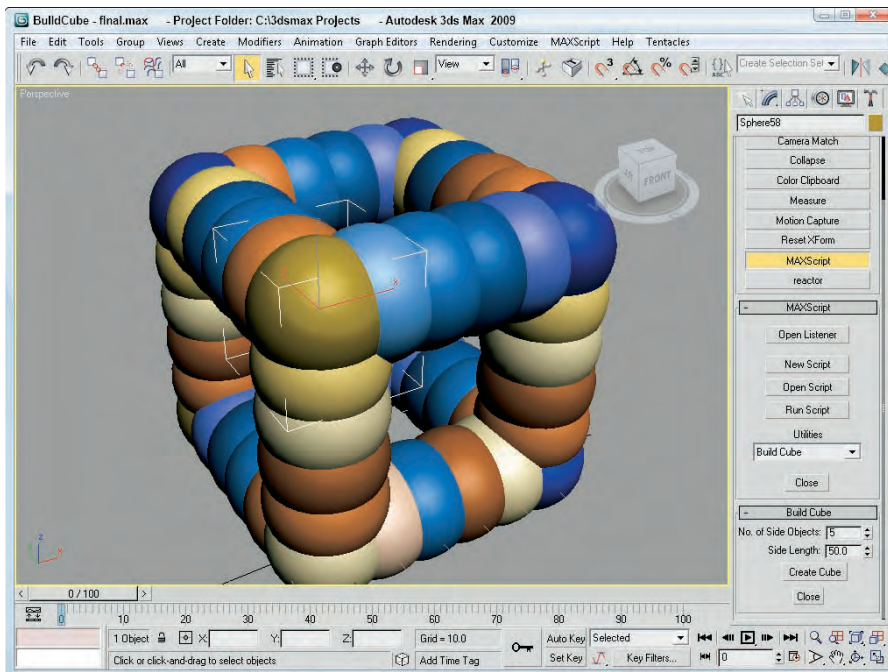 BuildCube - final.max - Project Folder: C:\3dsmax Projects - Autodesk 3ds Max 2009
File Edit Tools Group Views Create Modifiers Animation Graph Editors Rendering Customize MAXScript Help Tentacles
All
View
3
%
ABC
Create Selection Set
Perspective
TOP
FRONT
x
Sphere58
Camera Match
Collapse
Color Clipboard
Measure
Motion Capture
Reset XForm
MAXScript
reactor
- MAXScript
Open Listener
New Script
Open Script
Run Script
Utilities
Build Cube
Close
- Build Cube
No. of Side Objects: 5
Side Length: 50.0
Create Cube
Close
z
x
< 0 / 100 >
0 10 20 30 40 50 60 70 80 90 100
1 Object X: Y: Z: Grid = 10.0 Auto Key Selected
Click or click-and-drag to select objects Add Time Tag Set Key Key Filters... 0